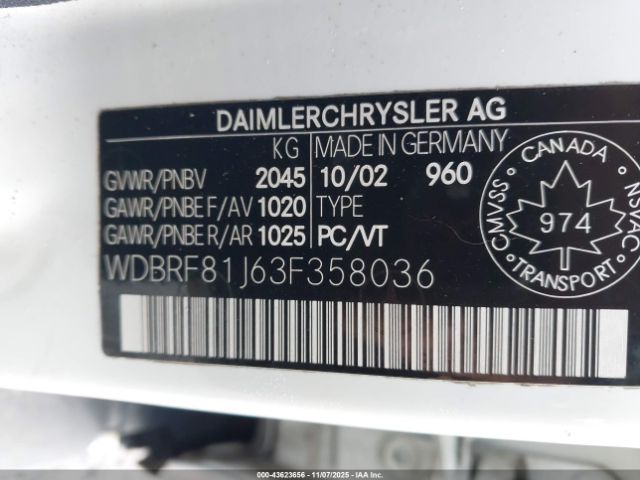 DAIMLERCHRYSLER AG
KG MADE IN GERMANY
GVWR/PNBV 2045 10/02 960
GAWR/PNBE F/AV 1020 TYPE
GAWR/PNBE R/AR 1025 PC/VT
WDBRF81J63F358036
CANADA
CMVSS
NSVAC
974
TRANSPORT
000-43623656 - 11/07/2025 - IAA Inc.